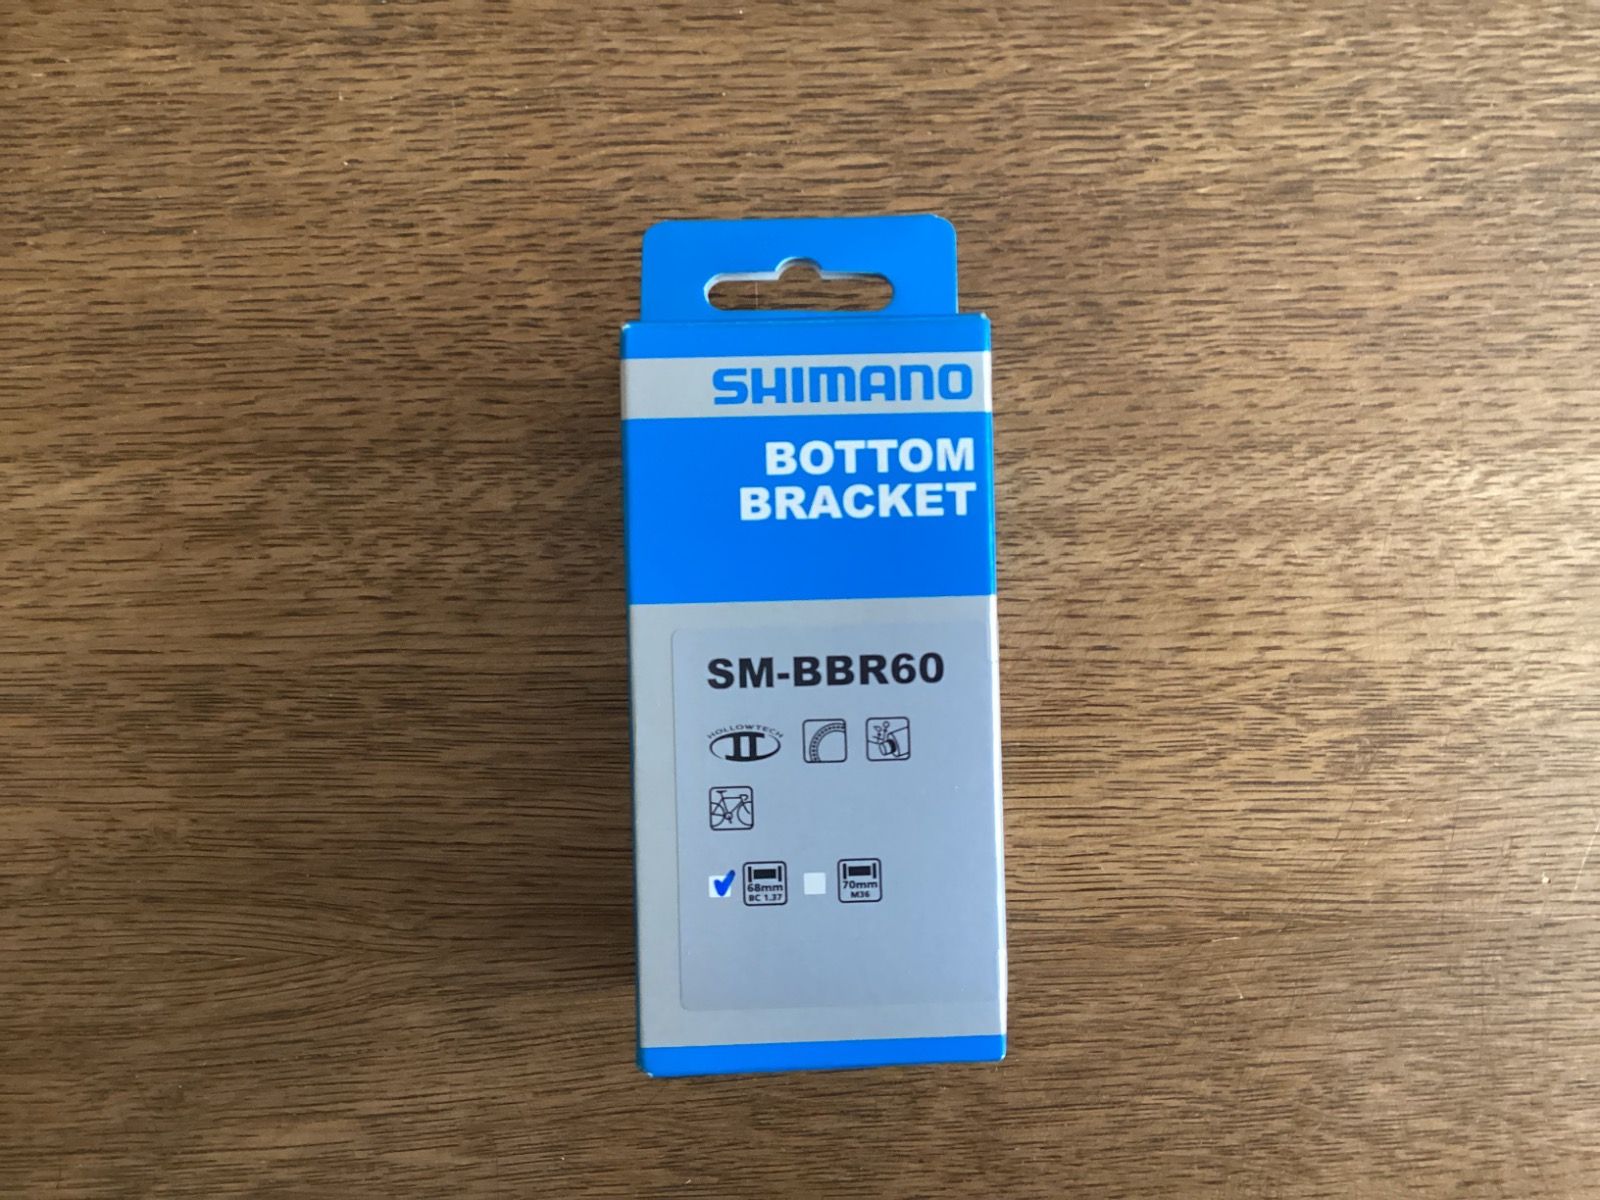 SHIMANO
BOTTOM
BRACKET
SM-BBR60
HOLLOWTECH
II
68mm
BC 1.37
70mm
M36